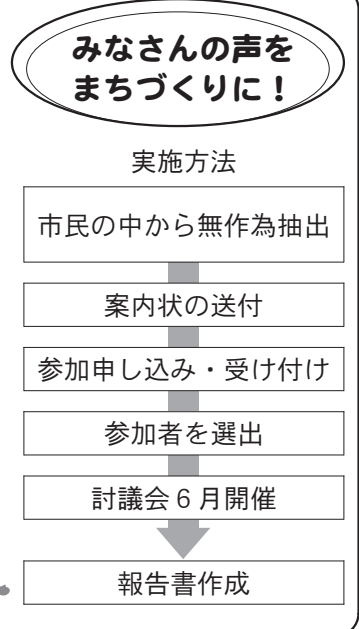 みなさんの声を
まちづくりに！
実施方法
市民の中から無作為抽出
案内状の送付
参加申し込み・受け付け
参加者を選出
討議会６月開催
報告書作成